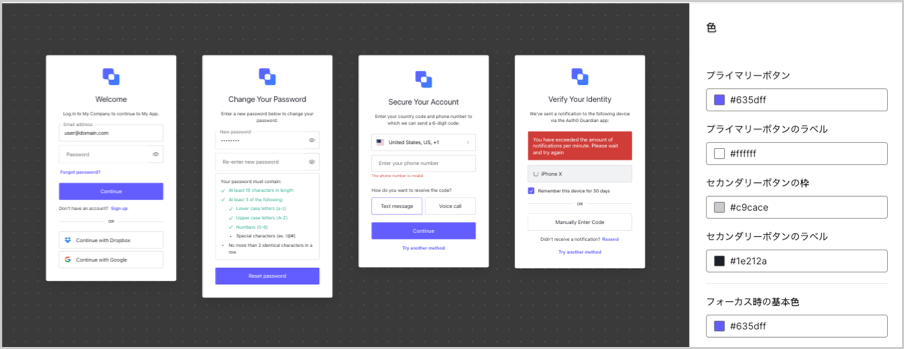 Welcome
Log in to My Company to continue to My App.
Email address
user@domain.com
Password
Forgot password?
Continue
Don't have an account? Sign up
OR
Continue with Dropbox
Continue with Google
Change Your Password
Enter a new password below to change your
password.
New password
••••••••
Re-enter new password
Your password must contain:
At least 10 characters in length
At least 3 of the following:
Lower case letters (a-z)
Upper case letters (A-Z)
Numbers (0-9)
Special characters (ex. !@#)
No more than 2 identical characters in a
row
Reset password
Secure Your Account
Enter your country code and phone number to
which we can send a 6-digit code:
United States, US, +1
Enter your phone number
The phone number is invalid
How do you want to receive the code?
Text message
Voice call
Continue
Try another method
Verify Your Identity
We've sent a notification to the following device
via the Auth0 Guardian app:
You have exceeded the amount of
notifications per minute. Please wait
and try again
iPhone X
Remember this device for 30 days
OR
Manually Enter Code
Didn't receive a notification? Resend
Try another method
色
プライマリーボタン
#635dff
プライマリーボタンのラベル
#ffffff
セカンダリーボタンの枠
#c9cace
セカンダリーボタンのラベル
#1e212a
フォーカス時の基本色
#635dff